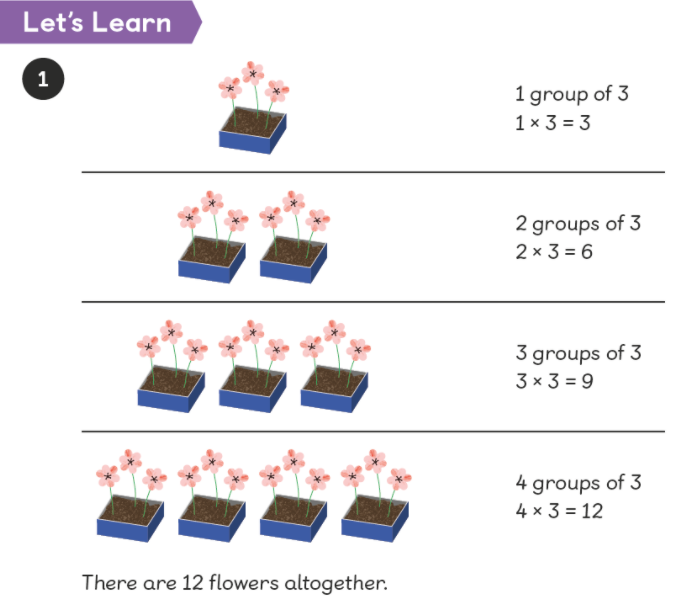 Let's Learn
1
1 group of 3
1 × 3 = 3
2 groups of 3
2 × 3 = 6
3 groups of 3
3 × 3 = 9
4 groups of 3
4 × 3 = 12
There are 12 flowers altogether.